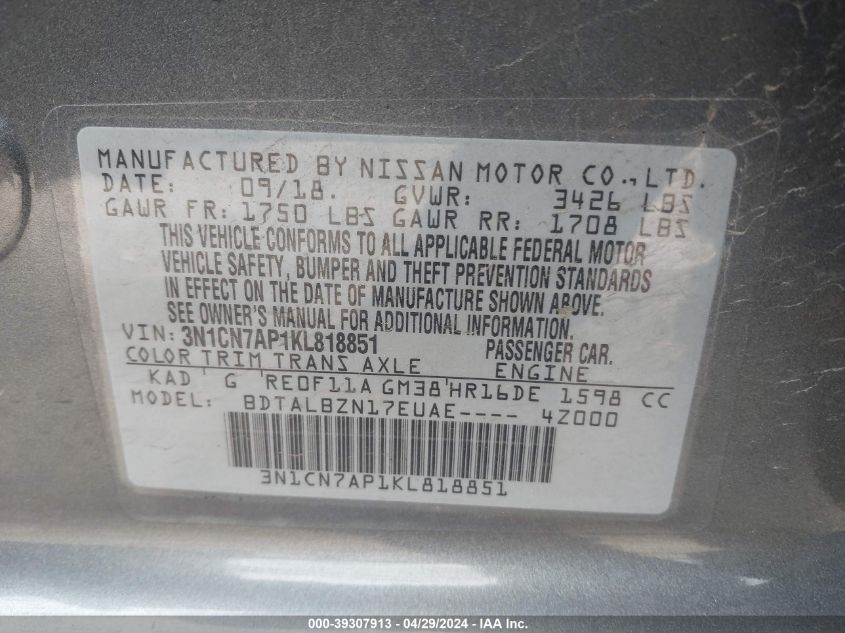 MANUFACTURED BY NISSAN MOTOR CO., LTD.
DATE: 09/18. GVWR: 3426 LBS
GAWR FR: 1750 LBS GAWR RR: 1708 LBS
THIS VEHICLE CONFORMS TO ALL APPLICABLE FEDERAL MOTOR
VEHICLE SAFETY, BUMPER AND THEFT PREVENTION STANDARDS
IN EFFECT ON THE DATE OF MANUFACTURE SHOWN ABOVE.
SEE OWNER'S MANUAL FOR ADDITIONAL INFORMATION.
VIN: 3N1CN7AP1KL818851 PASSENGER CAR.
COLOR TRIM TRANS AXLE ENGINE
KAD G RE0F11A GM38 HR16DE 1598 CC
MODEL: BDTALBZN17EUAE---- 4Z000
3N1CN7AP1KL818851
000-39307913 - 04/29/2024 - IAA Inc.